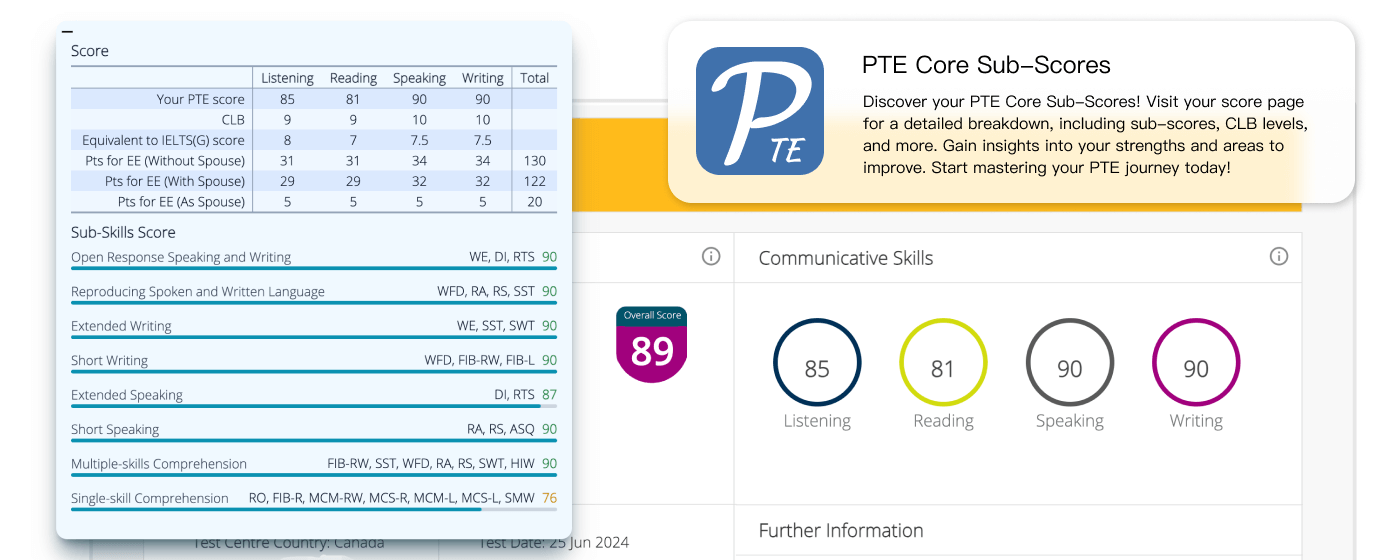 Score
Listening Reading Speaking Writing Total
Your PTE score 85 81 90 90
CLB 9 9 10 10
Equivalent to IELTS(G) score 8 7 7.5 7.5
Pts for EE (Without Spouse) 31 31 34 34 130
Pts for EE (With Spouse) 29 29 32 32 122
Pts for EE (As Spouse) 5 5 5 5 20
Sub-Skills Score
Open Response Speaking and Writing WE, DI, RTS 90
Reproducing Spoken and Written Language WFD, RA, RS, SST 90
Extended Writing WE, SST, SWT 90
Short Writing WFD, FIB-RW, FIB-L 90
Extended Speaking DI, RTS 87
Short Speaking RA, RS, ASQ 90
Multiple-skills Comprehension FIB-RW, SST, WFD, RA, RS, SWT, HIW 90
Single-skill Comprehension RO, FIB-R, MCM-RW, MCS-R, MCM-L, MCS-L, SMW 76
PTE
PTE Core Sub-Scores
Discover your PTE Core Sub-Scores! Visit your score page
for a detailed breakdown, including sub-scores, CLB levels,
and more. Gain insights into your strengths and areas to
improve. Start mastering your PTE journey today!
Overall Score
89
Communicative Skills
85 81 90 90
Listening Reading Speaking Writing
Test Centre Country: Canada
Test Date: 25 Jun 2024
Further Information